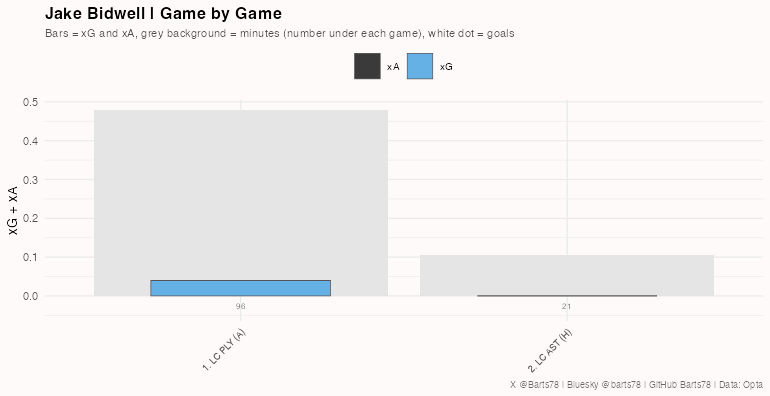 Jake Bidwell | Game by Game
Bars = xG and xA, grey background = minutes (number under each game), white dot = goals
xA xG
xG + xA
0.5
0.4
0.3
0.2
0.1
0.0
96 21
1. LC PLY (A) 2. LC AST (H)
X @Barts78 | Bluesky @barts78 | GitHub Barts78 | Data: Opta